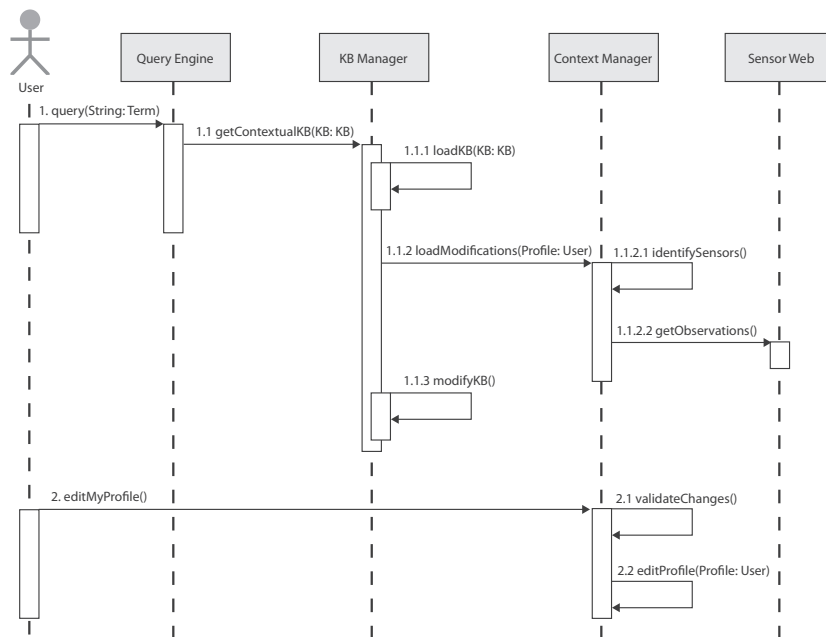 Query Engine
KB Manager
Context Manager
Sensor Web
User
1. query(String: Term)
1.1 getContextualKB(KB: KB)
1.1.1 loadKB(KB: KB)
1.1.2 loadModifications(Profile: User)
1.1.2.1 identifySensors()
1.1.2.2 getObservations()
1.1.3 modifyKB()
2. editMyProfile()
2.1 validateChanges()
2.2 editProfile(Profile: User)